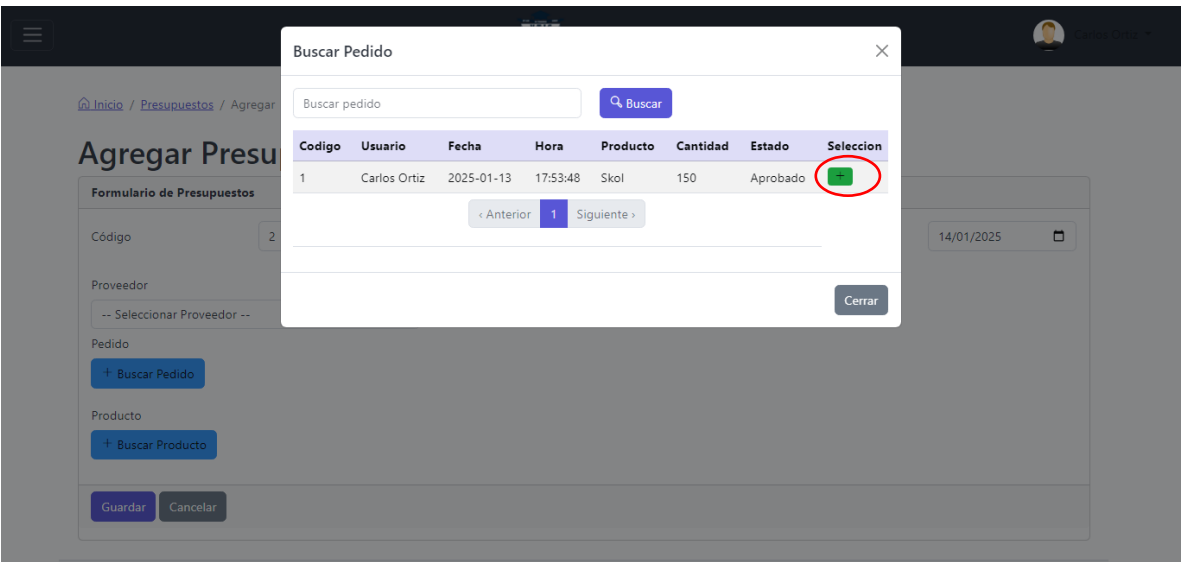 Carlos Ortiz
Buscar Pedido
Inicio / Presupuestos / Agregar
Buscar pedido
Buscar
Agregar Presu
Codigo Usuario Fecha Hora Producto Cantidad Estado Seleccion
1 Carlos Ortiz 2025-01-13 17:53:48 Skol 150 Aprobado +
Formulario de Presupuestos
‹ Anterior 1 Siguiente ›
Código 2 14/01/2025
Proveedor
-- Seleccionar Proveedor --
Cerrar
Pedido
+ Buscar Pedido
Producto
+ Buscar Producto
Guardar Cancelar